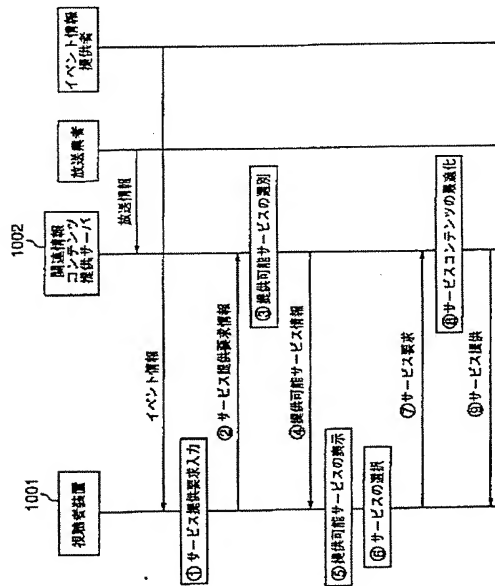 1001
視聴者装置
1002
関連情報
コンテンツ
提供サーバ
放送業者
イベント情報
提供者
放送情報
イベント情報
① サービス提供要求入力
② サービス提供要求情報
③ 提供可能サービスの選別
④ 提供可能サービス情報
⑤ 提供可能サービスの表示
⑥ サービスの選択
⑦ サービス要求
⑧ サービスコンテンツの最適化
⑨ サービス提供